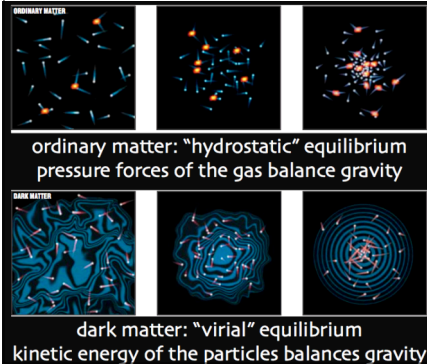 ORDINARY MATTER
ordinary matter: “hydrostatic” equilibrium
pressure forces of the gas balance gravity
DARK MATTER
dark matter: “virial” equilibrium
kinetic energy of the particles balances gravity